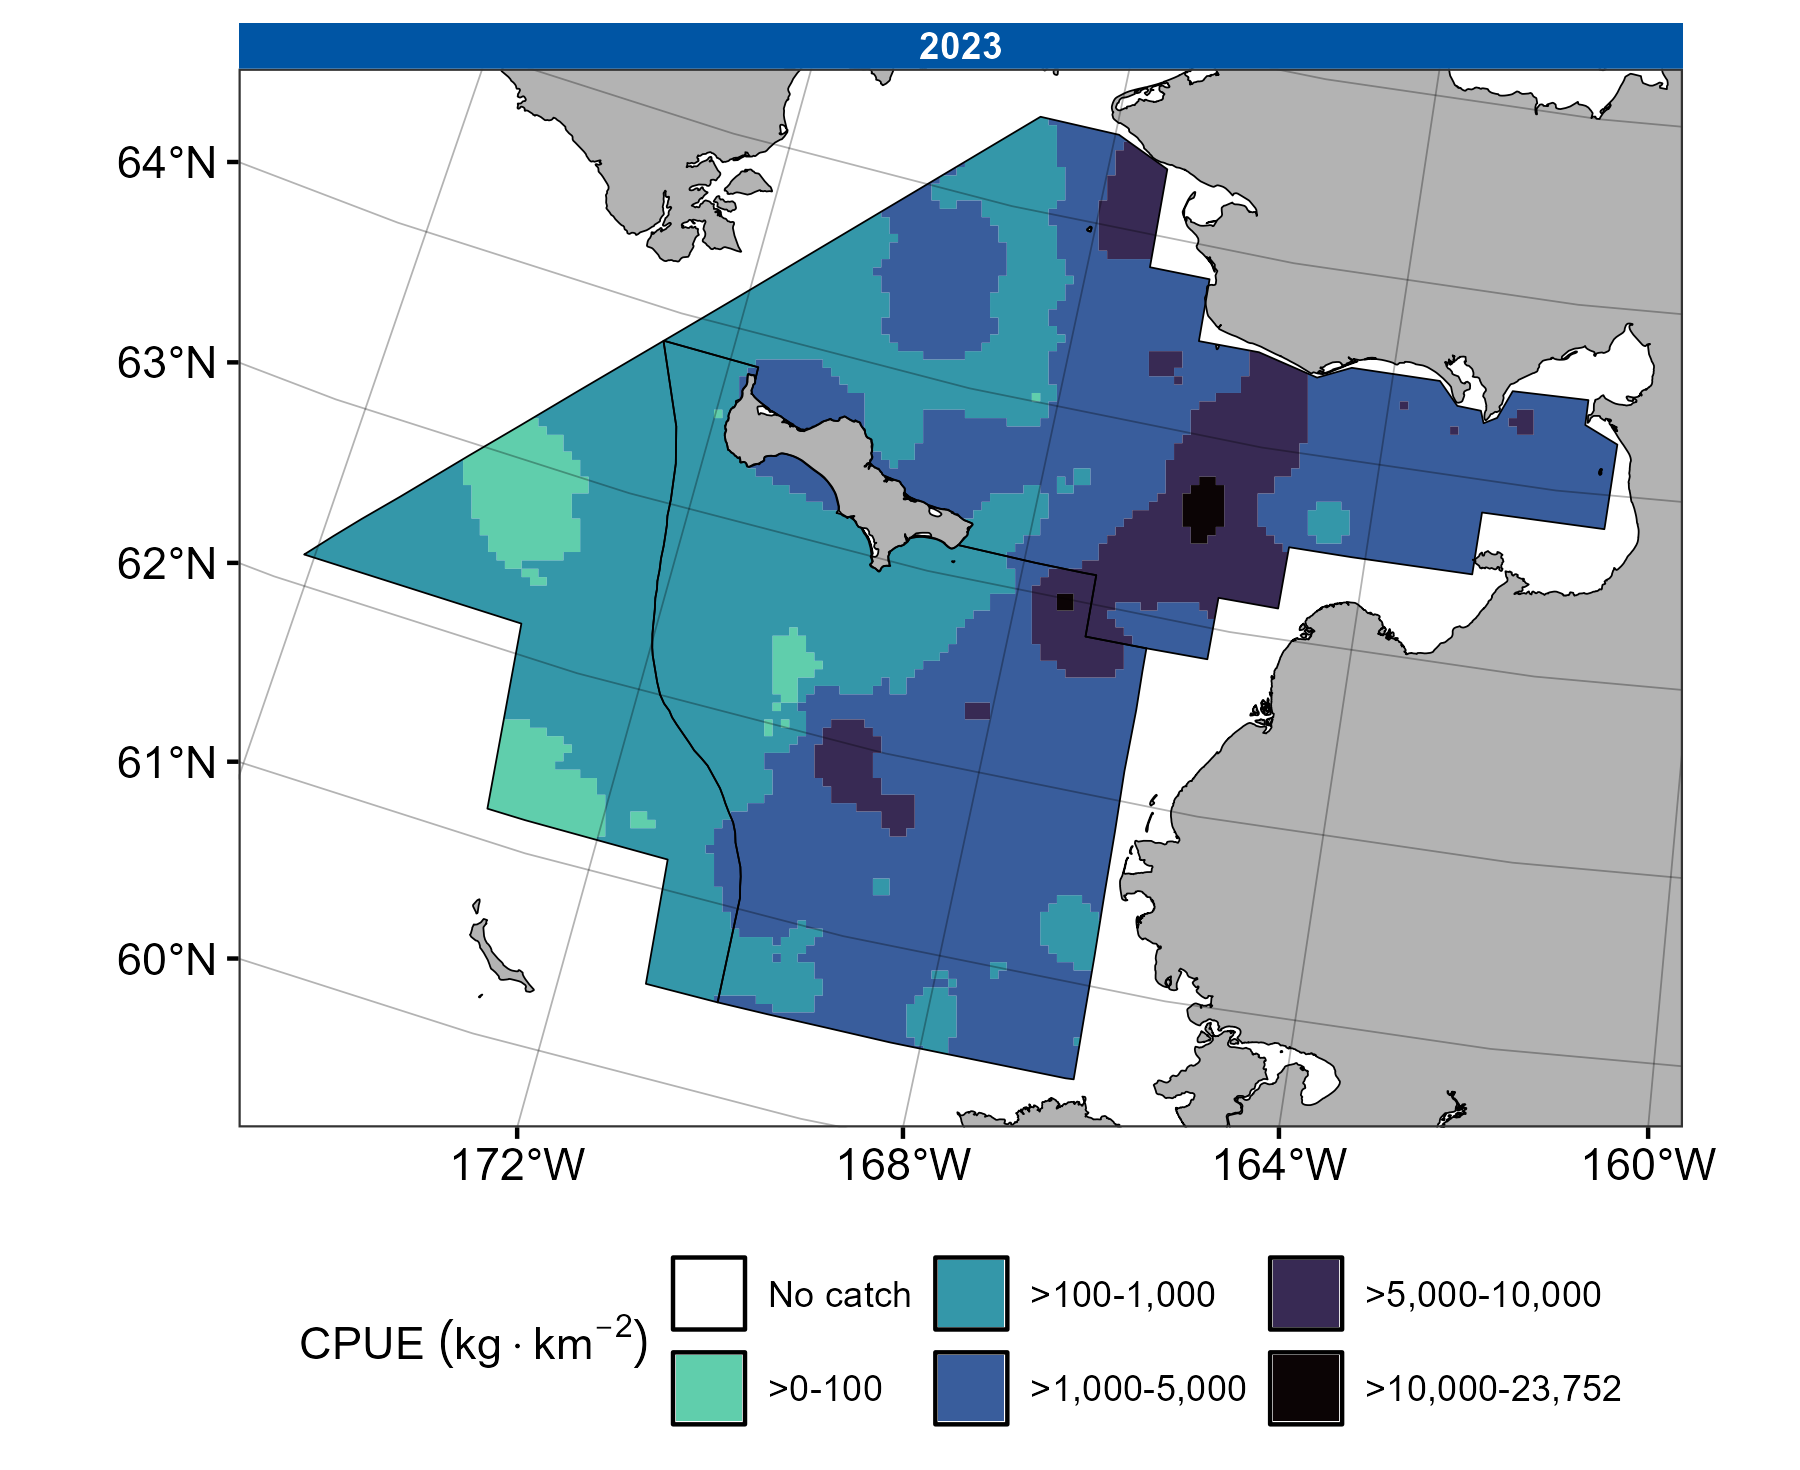 2023
64°N
63°N
62°N
61°N
60°N
172°W 168°W 164°W 160°W
CPUE (kg · km⁻²)
No catch >100-1,000 >5,000-10,000
>0-100 >1,000-5,000 >10,000-23,752